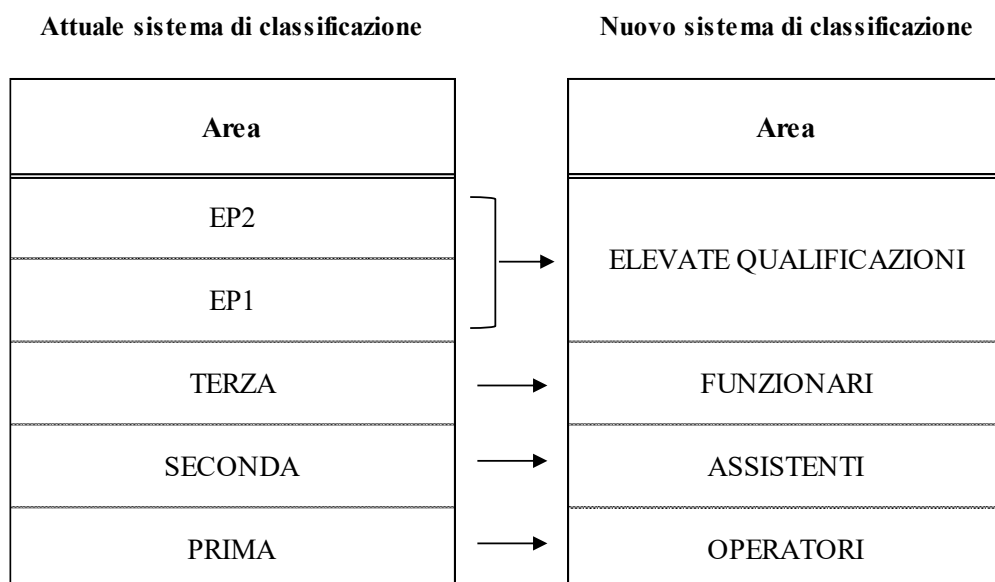 Attuale sistema di classificazione
Nuovo sistema di classificazione
Area
Area
EP2
EP1
ELEVATE QUALIFICAZIONI
TERZA
FUNZIONARI
SECONDA
ASSISTENTI
PRIMA
OPERATORI